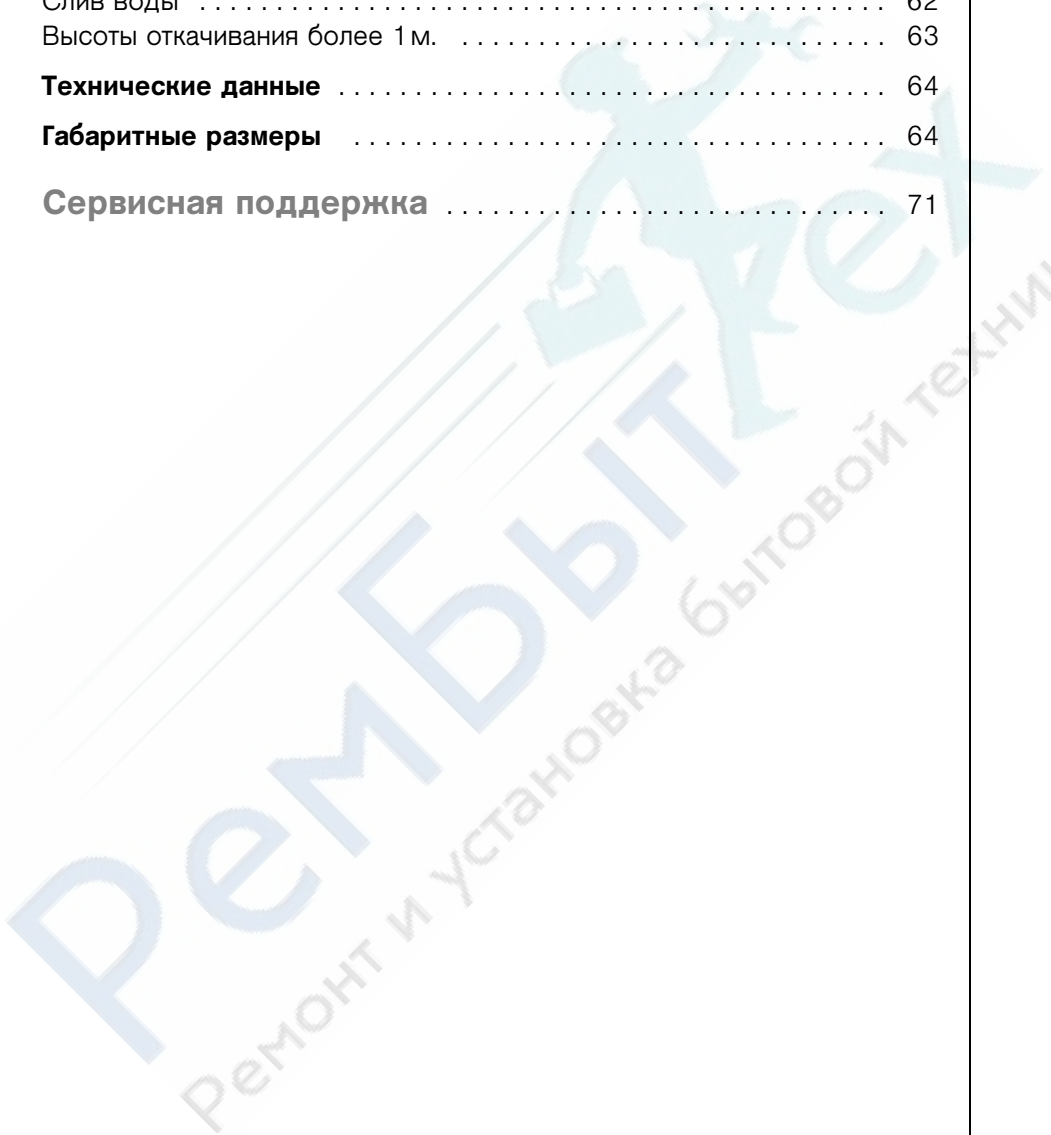 Слив воды . . . . . . . . . . . . . . . . . . . . . . . . . . . . . . . . . . . . . . . . . . . . . 62
Высоты откачивания более 1 м. . . . . . . . . . . . . . . . . . . . . . . . . . . . . 63
Технические данные . . . . . . . . . . . . . . . . . . . . . . . . . . . . . . . . . . . . 64
Габаритные размеры . . . . . . . . . . . . . . . . . . . . . . . . . . . . . . . . . . . 64
Сервисная поддержка . . . . . . . . . . . . . . . . . . . . . . . . . . . . . 71
РемБытТех
Ремонт и установка бытовой